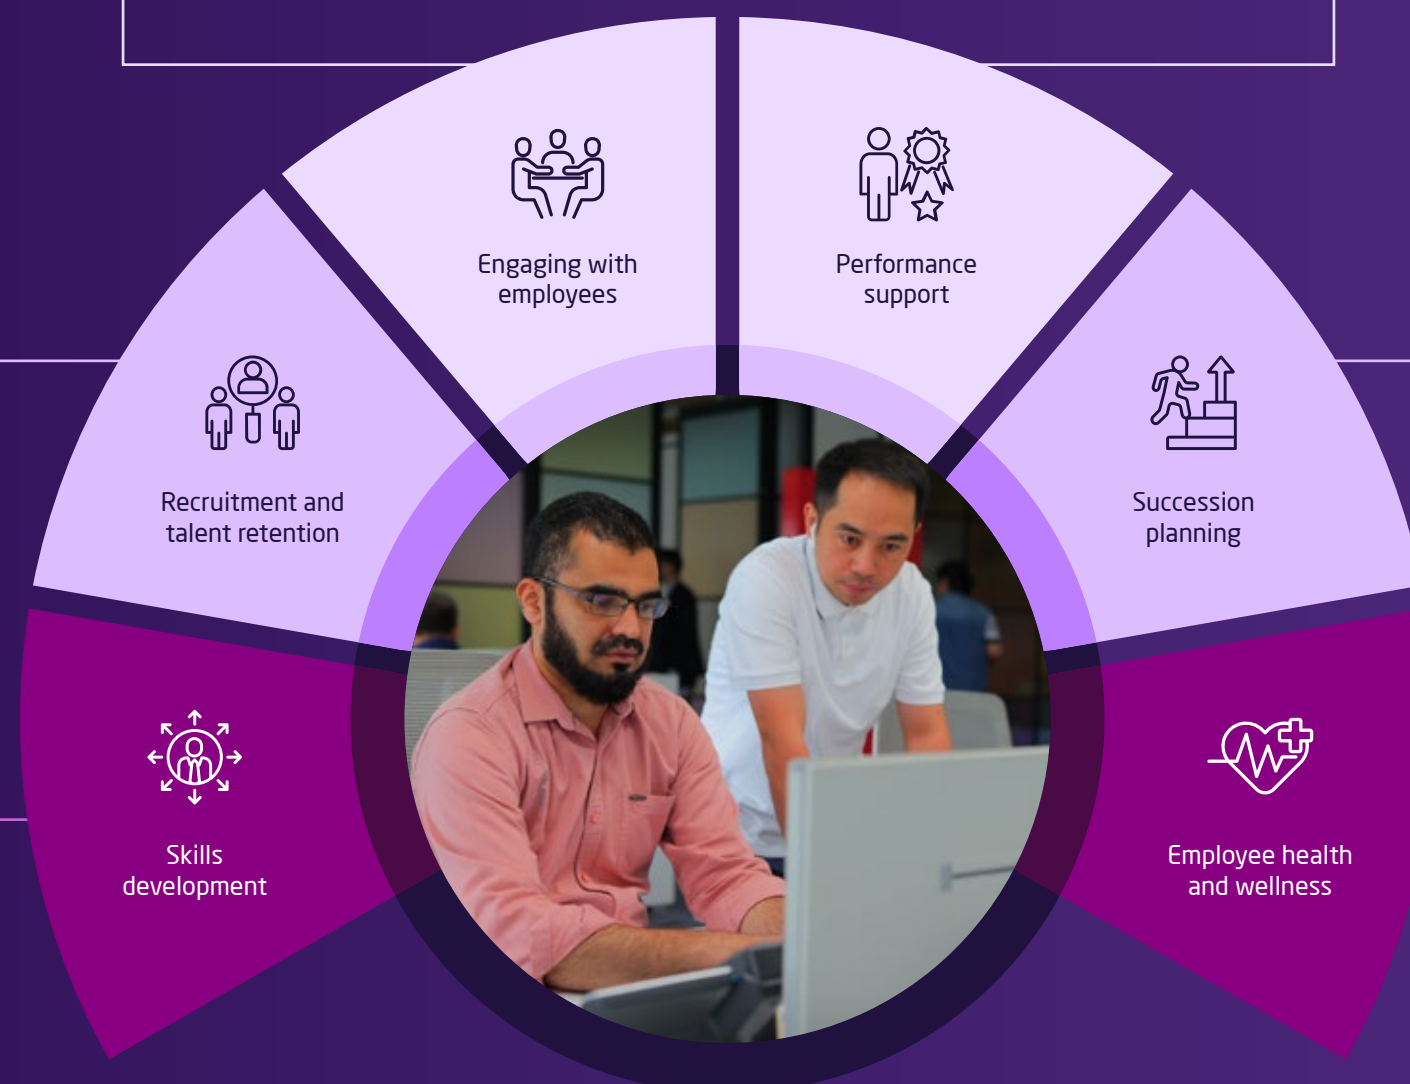 Engaging with
employees
Performance
support
Recruitment and
talent retention
Succession
planning
Skills
development
Employee health
and wellness